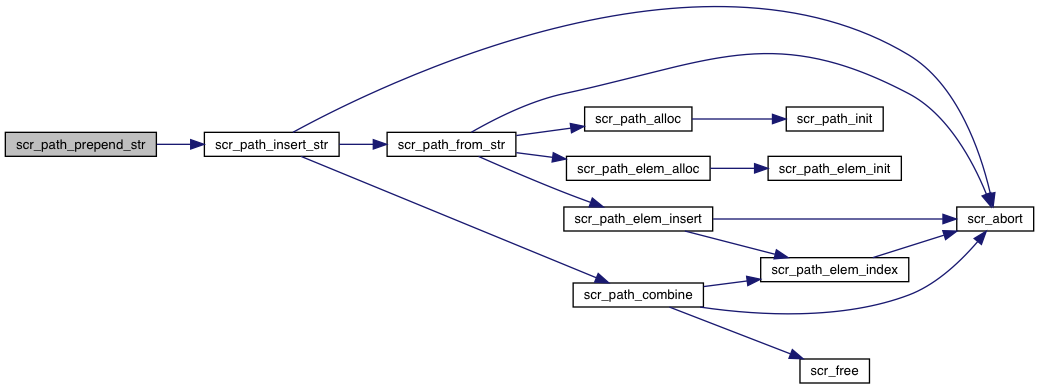 scr_path_prepend_str
scr_path_insert_str
scr_path_from_str
scr_path_alloc
scr_path_init
scr_path_elem_alloc
scr_path_elem_init
scr_path_elem_insert
scr_abort
scr_path_elem_index
scr_path_combine
scr_free